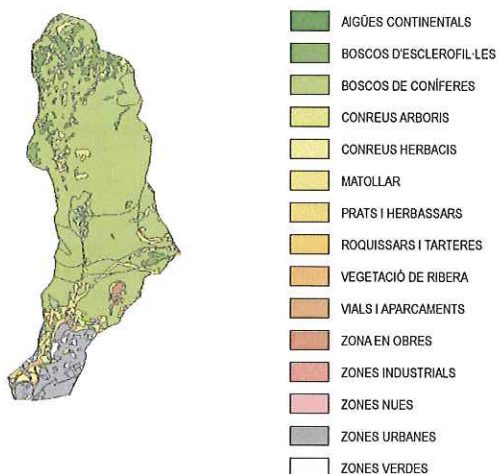 AIGÜES CONTINENTALS
BOSCOS D'ESCLEROFIL·LES
BOSCOS DE CONÍFERES
CONREUS ARBORIS
CONREUS HERBACIS
MATOLLAR
PRATS I HERBASSARS
ROQUISSARS I TARTERES
VEGETACIÓ DE RIBERA
VIALS I APARCAMENTS
ZONA EN OBRES
ZONES INDUSTRIALS
ZONES NUES
ZONES URBANES
ZONES VERDES